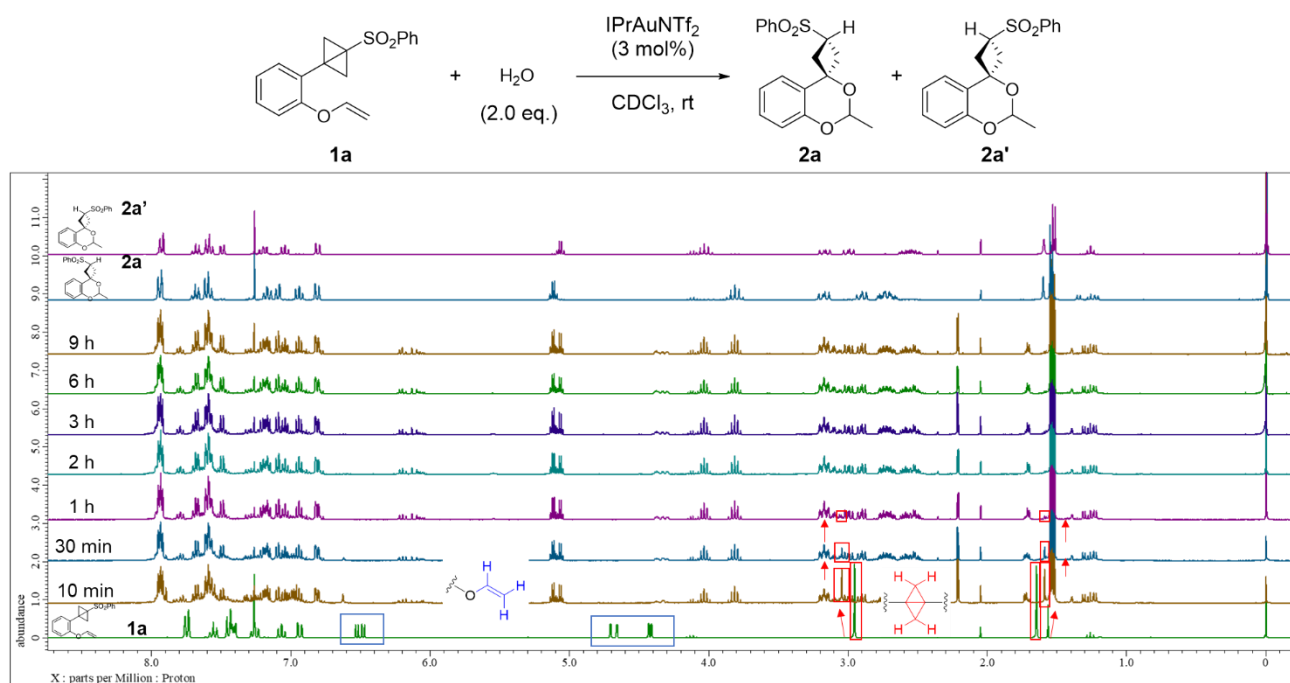 SO₂Ph
O
1a
+
H₂O
(2.0 eq.)
IPrAuNTf₂
(3 mol%)
CDCl₃, rt
PhO₂S H
O
O
2a
+
H SO₂Ph
O
O
2a'
2a'
H SO₂Ph
O
O
2a
PhO₂S H
O
O
9 h
6 h
3 h
2 h
1 h
30 min
10 min
1a
SO₂Ph
O
H
O H
H
H H
H H
abundance
11.0
10.0
9.0
8.0
7.0
6.0
5.0
4.0
3.0
2.0
1.0
0
8.0 7.0 6.0 5.0 4.0 3.0 2.0 1.0 0
X : parts per Million : Proton